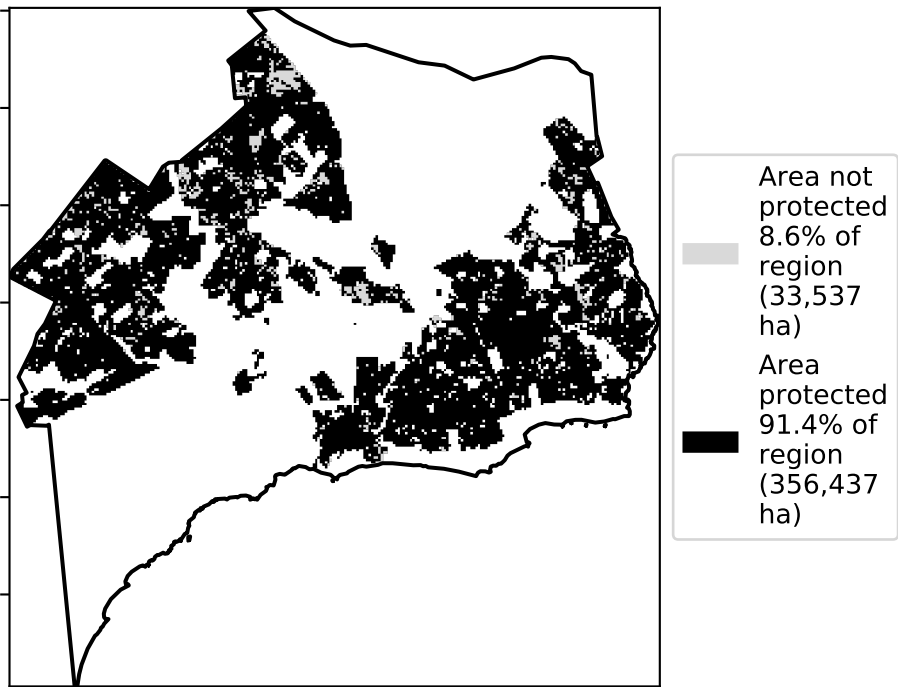 Area not
protected
8.6% of
region
(33,537
ha)
Area
protected
91.4% of
region
(356,437
ha)